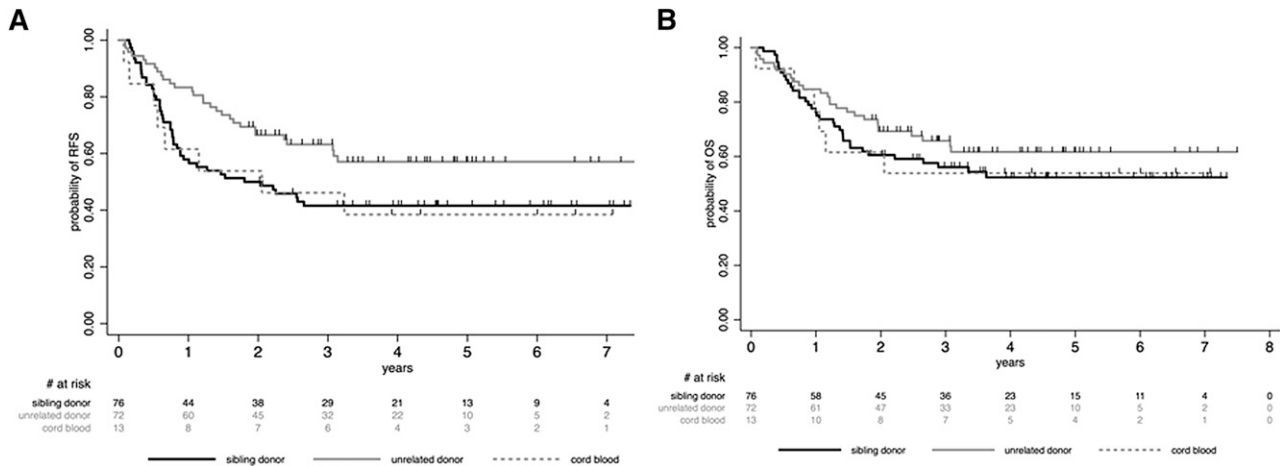 A
probability of RFS
1.00
0.80
0.60
0.40
0.20
0.00
0 1 2 3 4 5 6 7
years
# at risk
sibling donor 76 44 38 29 21 13 9 4
unrelated donor 72 60 45 32 22 10 5 2
cord blood 13 8 7 6 4 3 2 1
sibling donor unrelated donor cord blood
B
probability of OS
1.00
0.80
0.60
0.40
0.20
0.00
0 1 2 3 4 5 6 7 8
years
# at risk
sibling donor 76 58 45 36 23 15 11 4 0
unrelated donor 72 61 47 33 23 10 5 2 0
cord blood 13 10 8 7 5 4 2 1 0
sibling donor unrelated donor cord blood